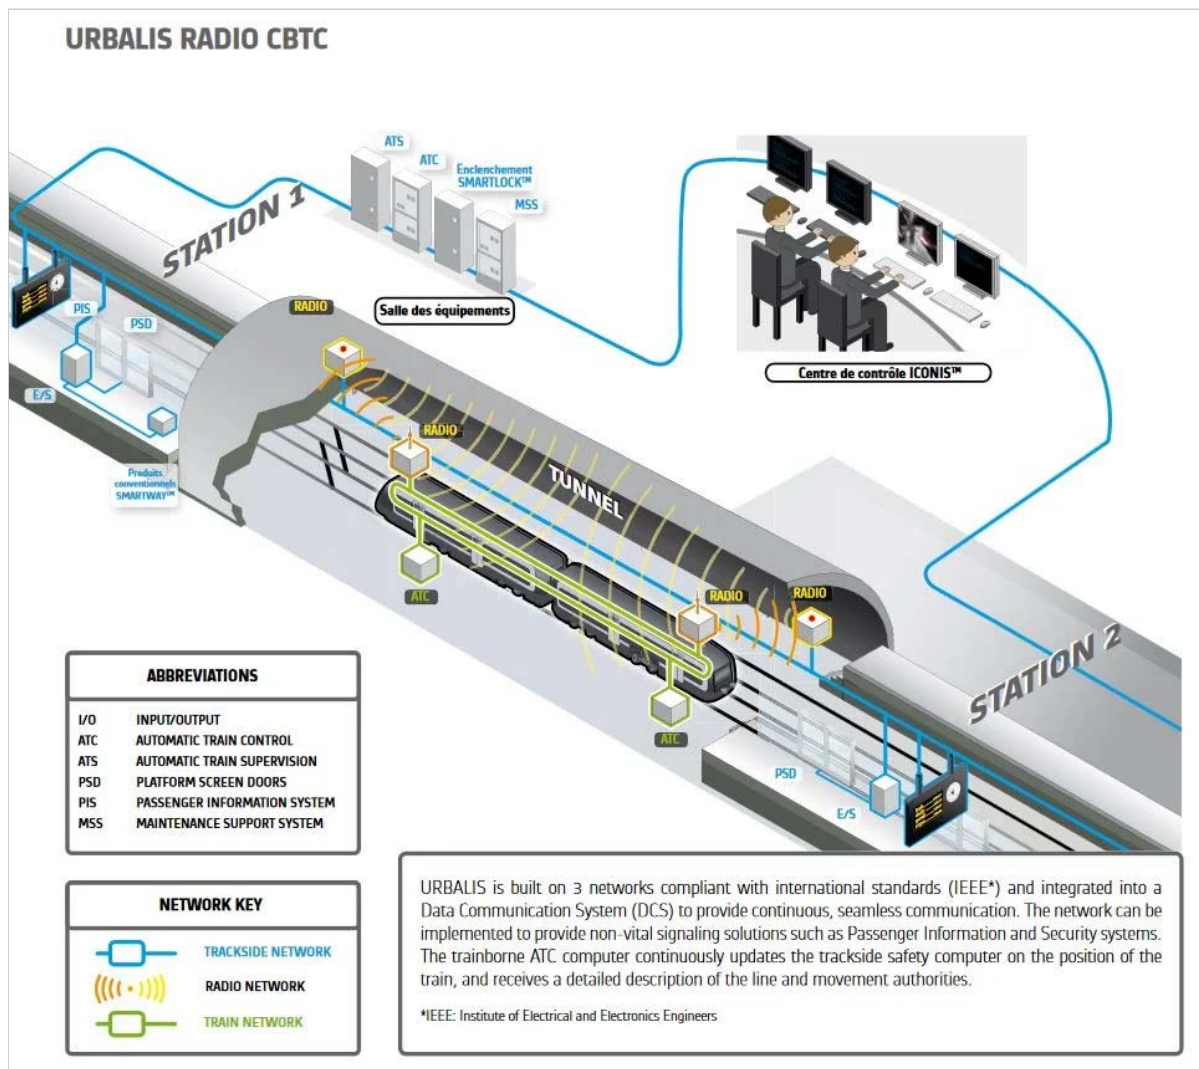 URBALIS RADIO CBTC
ATS
ATC
Enclenchement
SMARTLOCK™
MSS
STATION 1
Salle des équipements
Centre de contrôle ICONIS™
PIS
PSD
E/S
Produits
conventionnels
SMARTWAY™
RADIO
RADIO
TUNNEL
ATC
RADIO
RADIO
ATC
STATION 2
PSD
E/S
ABBREVIATIONS
I/O INPUT/OUTPUT
ATC AUTOMATIC TRAIN CONTROL
ATS AUTOMATIC TRAIN SUPERVISION
PSD PLATFORM SCREEN DOORS
PIS PASSENGER INFORMATION SYSTEM
MSS MAINTENANCE SUPPORT SYSTEM
NETWORK KEY
TRACKSIDE NETWORK
RADIO NETWORK
TRAIN NETWORK
URBALIS is built on 3 networks compliant with international standards (IEEE*) and integrated into a
Data Communication System (DCS) to provide continuous, seamless communication. The network can be
implemented to provide non-vital signaling solutions such as Passenger Information and Security systems.
The trainborne ATC computer continuously updates the trackside safety computer on the position of the
train, and receives a detailed description of the line and movement authorities.
*IEEE: Institute of Electrical and Electronics Engineers